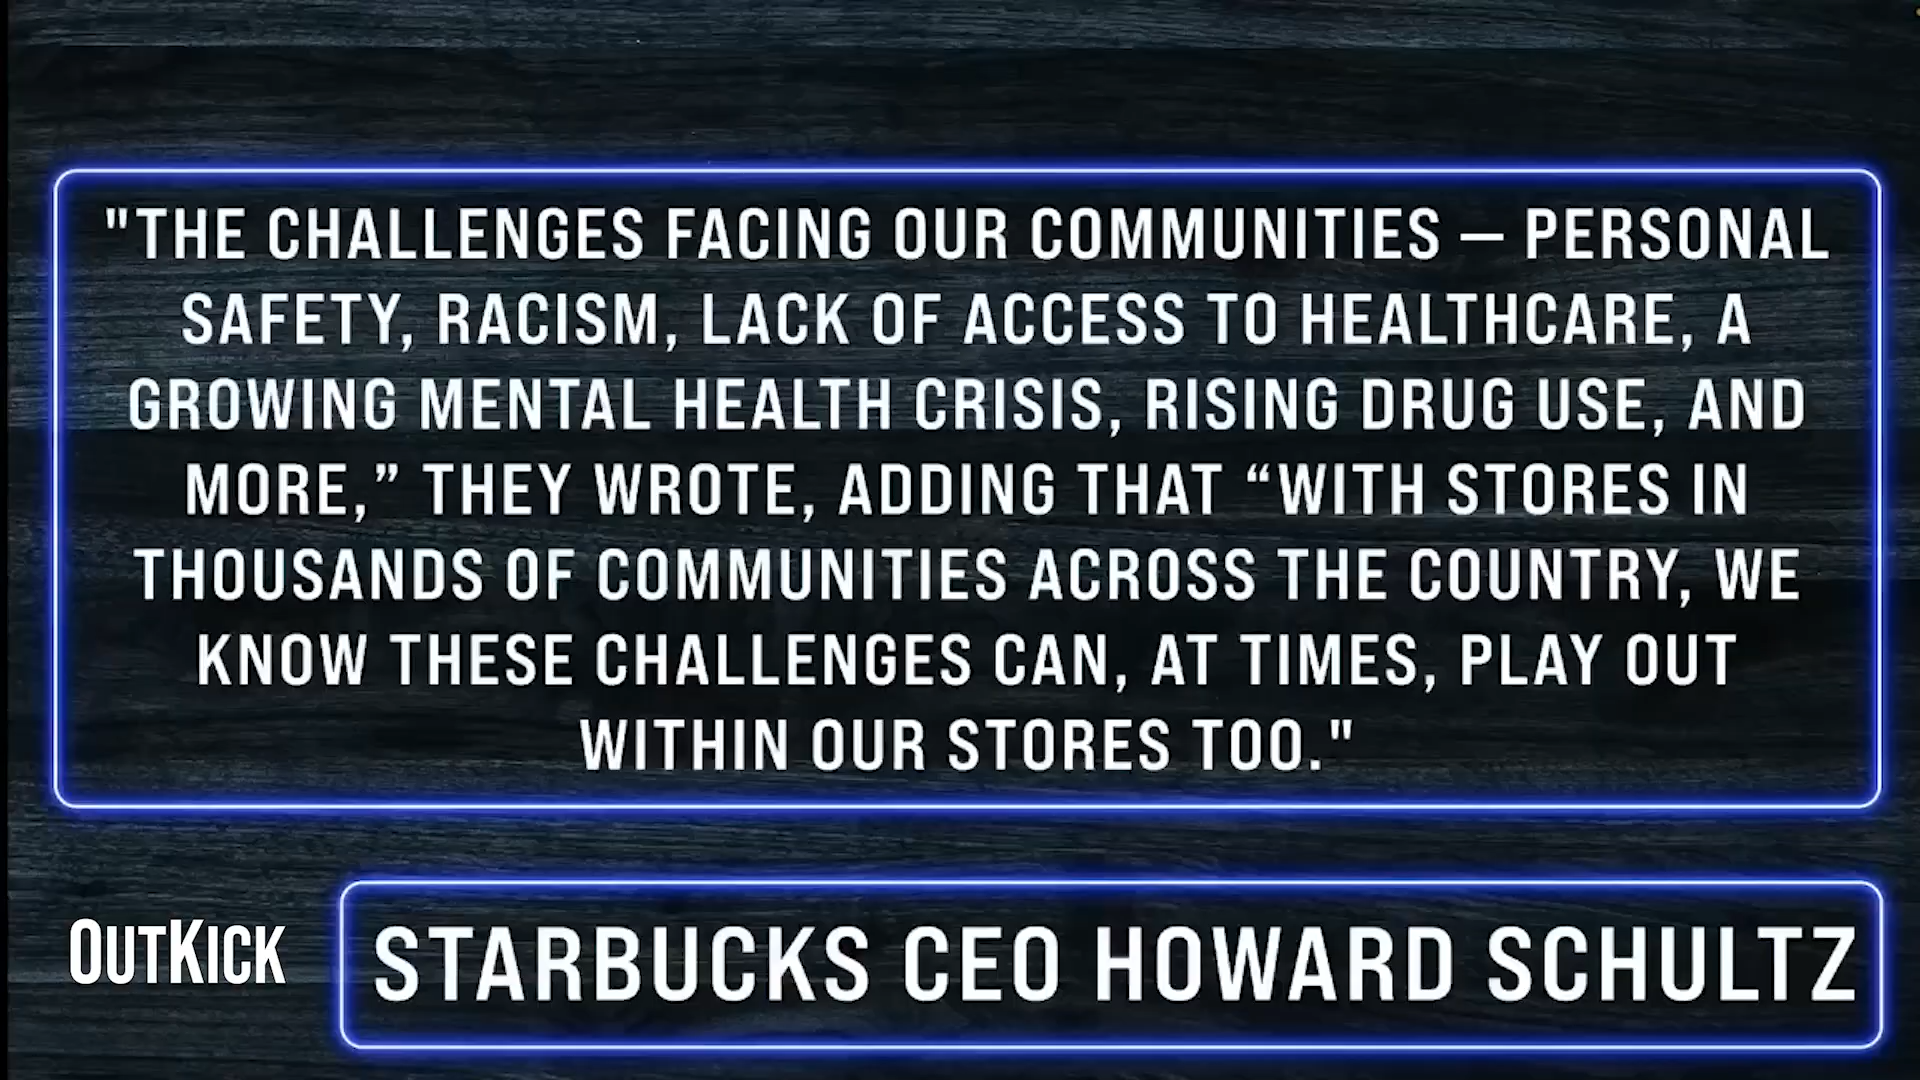 "THE CHALLENGES FACING OUR COMMUNITIES – PERSONAL
SAFETY, RACISM, LACK OF ACCESS TO HEALTHCARE, A
GROWING MENTAL HEALTH CRISIS, RISING DRUG USE, AND
MORE,” THEY WROTE, ADDING THAT “WITH STORES IN
THOUSANDS OF COMMUNITIES ACROSS THE COUNTRY, WE
KNOW THESE CHALLENGES CAN, AT TIMES, PLAY OUT
WITHIN OUR STORES TOO."
OUTKICK
STARBUCKS CEO HOWARD SCHULTZ